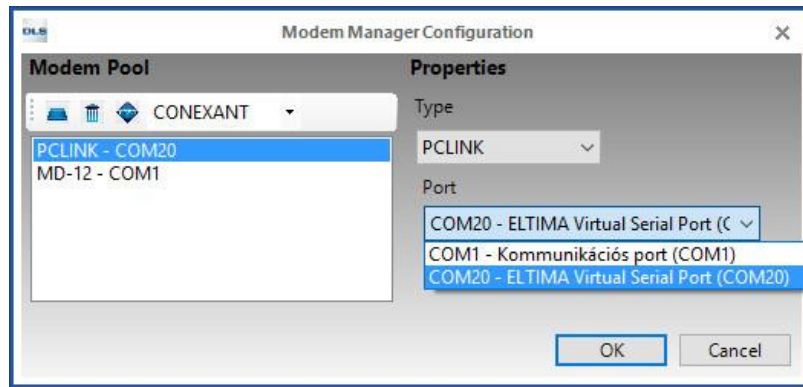 DLS
Modem Manager Configuration
Modem Pool
Properties
CONEXANT
Type
PCLINK - COM20
MD-12 - COM1
PCLINK
Port
COM20 - ELTIMA Virtual Serial Port (C
COM1 - Kommunikációs port (COM1)
COM20 - ELTIMA Virtual Serial Port (COM20)
OK
Cancel